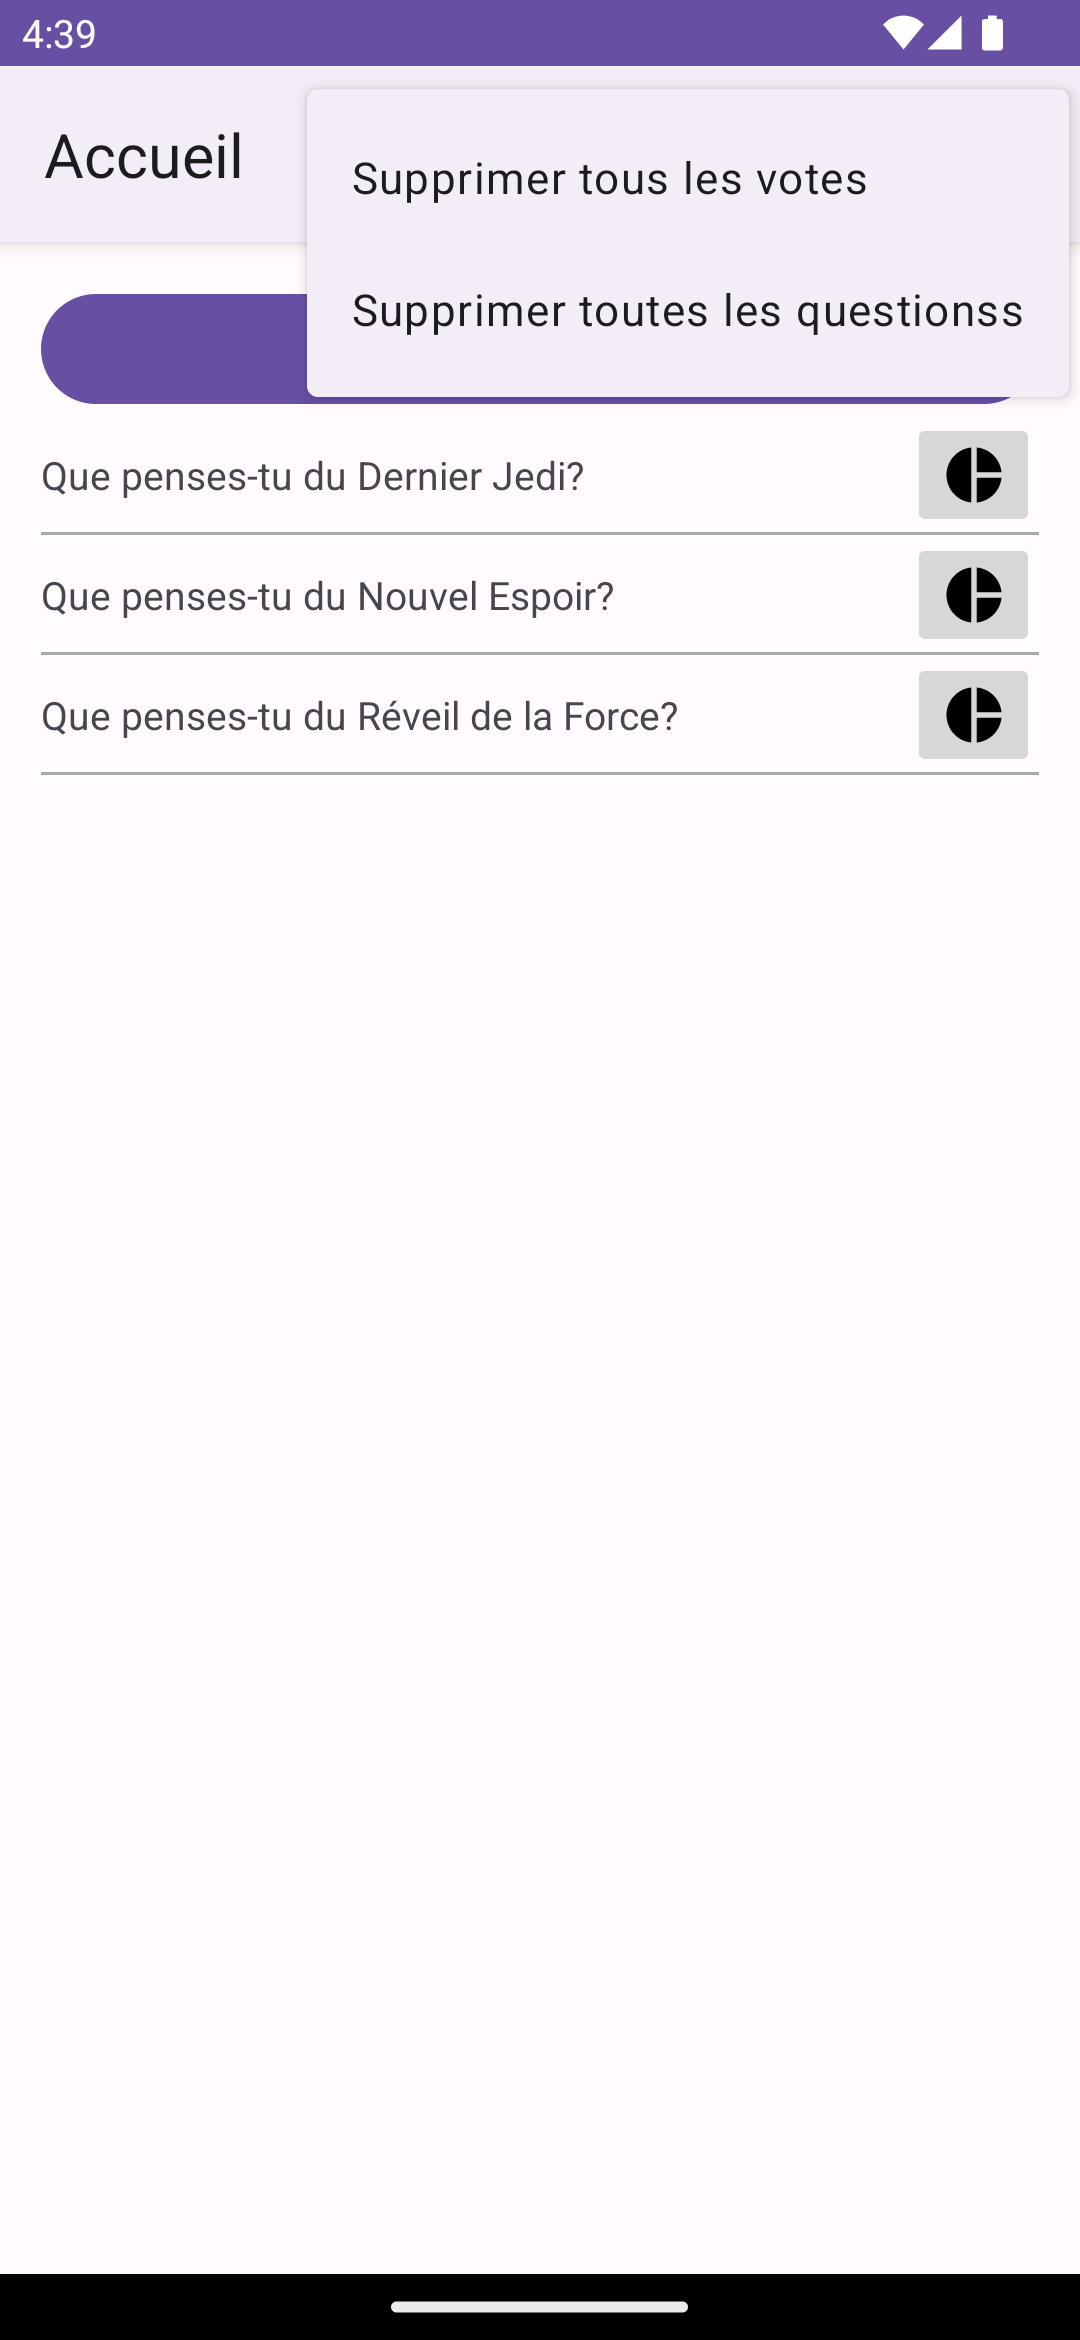 4:39
Accueil
Supprimer tous les votes
Supprimer toutes les questionss
Que penses-tu du Dernier Jedi?
Que penses-tu du Nouvel Espoir?
Que penses-tu du Réveil de la Force?